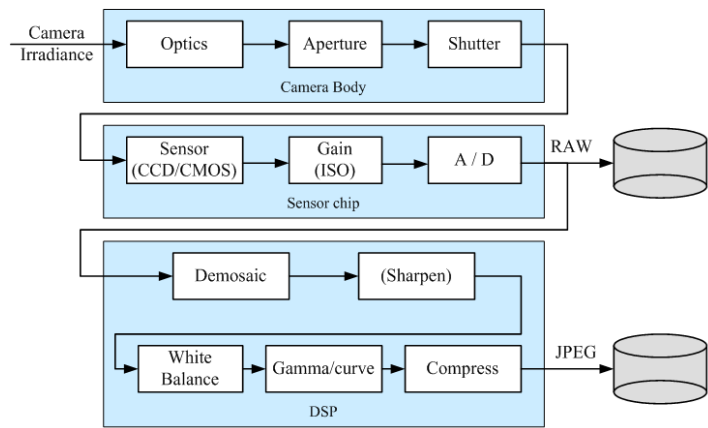 Camera
Irradiance
Optics
Aperture
Shutter
Camera Body
Sensor
(CCD/CMOS)
Gain
(ISO)
A / D
RAW
Sensor chip
Demosaic
(Sharpen)
White
Balance
Gamma/curve
Compress
JPEG
DSP